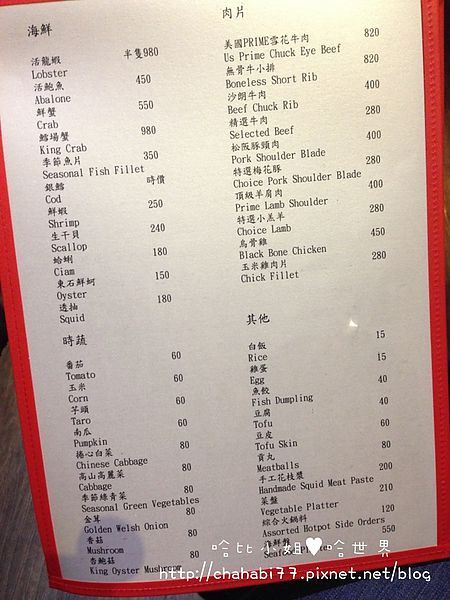 海鮮
活龍蝦 半隻980
Lobster
活鮑魚 450
Abalone
鮮蟹 550
Crab
鱈場蟹 980
King Crab
季節魚片 350
Seasonal Fish Fillet
銀鱈 時價
Cod
鮮蝦 250
Shrimp
生干貝 240
Scallop
蛤蜊 180
Ciam
東石鮮蚵 150
Oyster
透抽 180
Squid
時蔬
番茄 60
Tomato
玉米 60
Corn
芋頭 60
Taro
南瓜 60
Pumpkin
捲心白菜 80
Chinese Cabbage
高山高麗菜 80
Cabbage
季節綠青菜 80
Seasonal Green Vegetables
金茸 80
Golden Welsh Onion
香菇 80
Mushroom
杏鮑菇 80
King Oyster Mushroom
肉片
美國PRIME雪花牛肉 820
Us Prime Chuck Eye Beef
無骨牛小排 820
Boneless Short Rib
沙朗牛肉 400
Beef Chuck Rib
精選牛肉 280
Selected Beef
松阪豚頸肉 400
Pork Shoulder Blade
特選梅花豚 280
Choice Pork Shoulder Blade
頂級羊肩肉 400
Prime Lamb Shoulder
特選小羔羊 280
Choice Lamb
烏骨雞 450
Black Bone Chicken
玉米雞肉片 280
Chick Fillet
其他
白飯 15
Rice
雞蛋 15
Egg
魚餃 40
Fish Dumpling
豆腐 40
Tofu
豆皮 60
Tofu Skin
貢丸 80
Meatballs
手工花枝漿 200
Handmade Squid Meat Paste
菜盤 210
Vegetable Platter
綜合火鍋料 120
Assorted Hotpot Side Orders
海鮮盤 550
Seafood Platter
哈比小姐♥哈世界
http://chahabi77.pixnet.net/blog